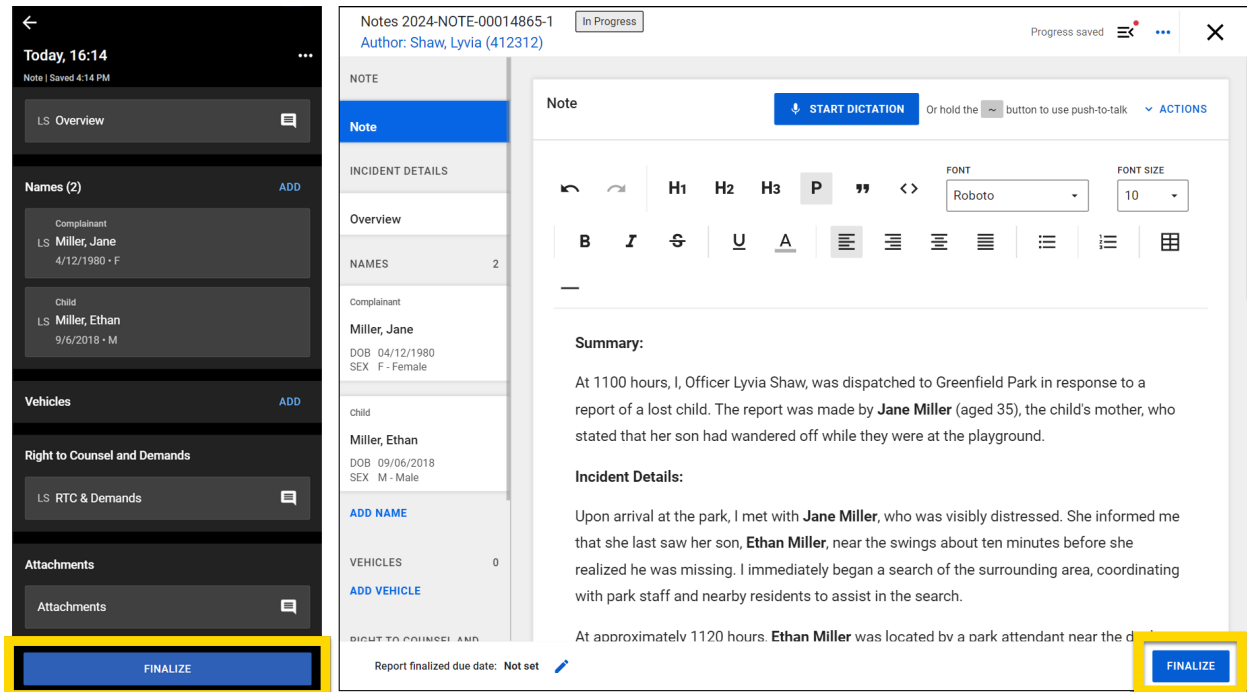 Today, 16:14
Note | Saved 4:14 PM
LS Overview
Names (2)
ADD
Complainant
LS Miller, Jane
4/12/1980 • F
Child
LS Miller, Ethan
9/6/2018 • M
Vehicles
ADD
Right to Counsel and Demands
LS RTC & Demands
Attachments
Attachments
FINALIZE
Notes 2024-NOTE-00014865-1
In Progress
Author: Shaw, Lyvia (412312)
Progress saved
NOTE
Note
INCIDENT DETAILS
Overview
NAMES 2
Complainant
Miller, Jane
DOB 04/12/1980
SEX F - Female
Child
Miller, Ethan
DOB 09/06/2018
SEX M - Male
ADD NAME
VEHICLES 0
ADD VEHICLE
RIGHT TO COUNSEL AND
Note
START DICTATION
Or hold the ~ button to use push-to-talk
ACTIONS
H1 H2 H3 P
FONT
Roboto
FONT SIZE
10
B I S U A
Summary:
At 1100 hours, I, Officer Lyvia Shaw, was dispatched to Greenfield Park in response to a
report of a lost child. The report was made by Jane Miller (aged 35), the child's mother, who
stated that her son had wandered off while they were at the playground.
Incident Details:
Upon arrival at the park, I met with Jane Miller, who was visibly distressed. She informed me
that she last saw her son, Ethan Miller, near the swings about ten minutes before she
realized he was missing. I immediately began a search of the surrounding area, coordinating
with park staff and nearby residents to assist in the search.
At approximately 1120 hours, Ethan Miller was located by a park attendant near the
Report finalized due date: Not set
FINALIZE